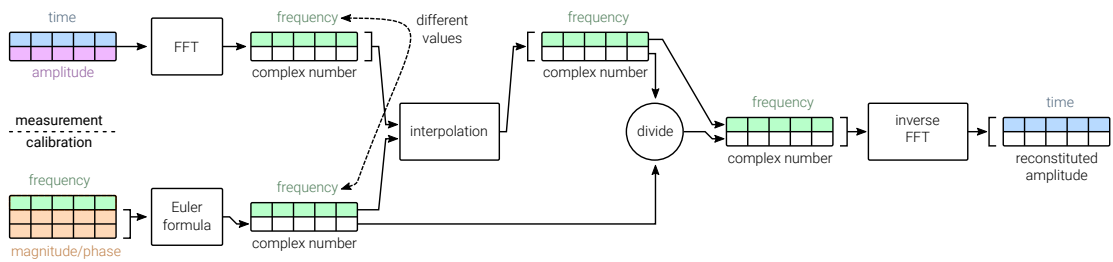 time
FFT
amplitude
frequency
complex number
different
values
measurement
calibration
interpolation
frequency
complex number
divide
frequency
complex number
inverse
FFT
time
reconstituted
amplitude
frequency
magnitude/phase
Euler
formula
frequency
complex number